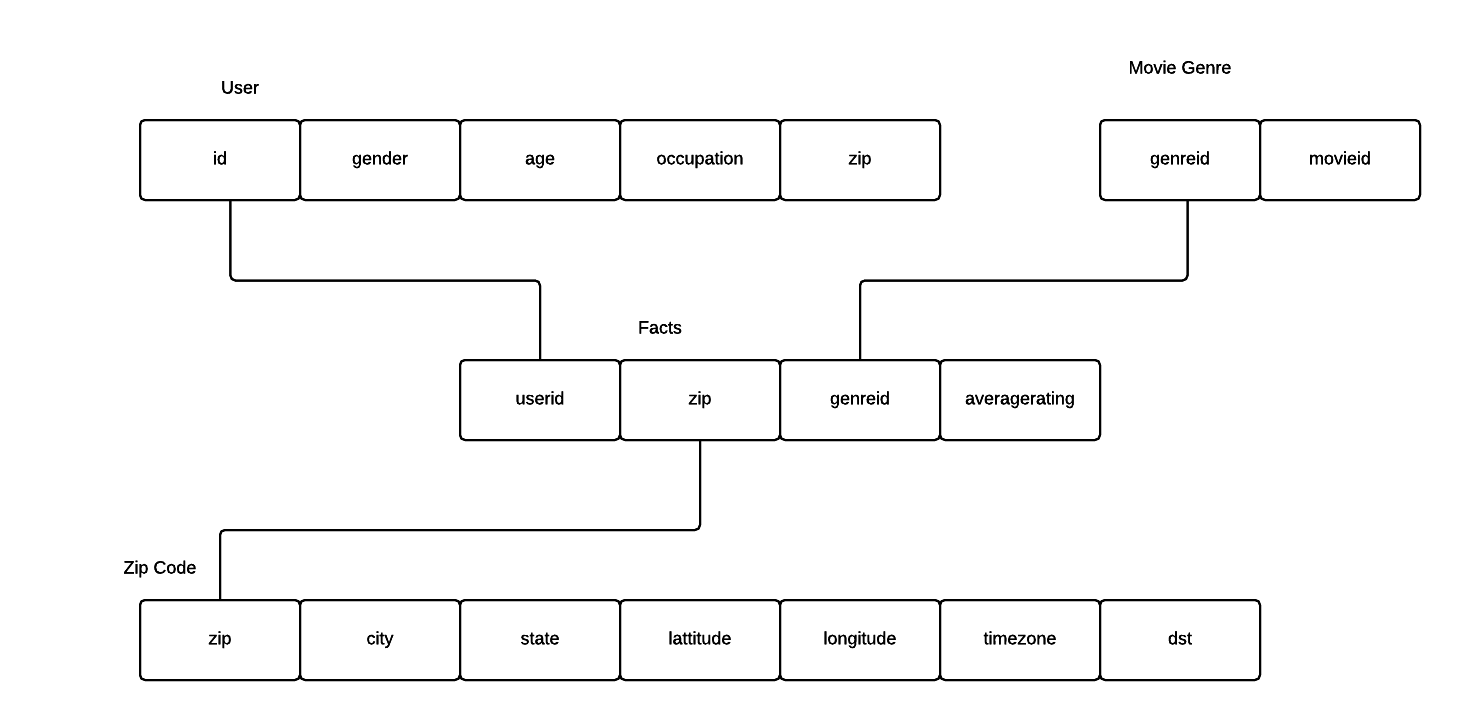 User
Movie Genre
id gender age occupation zip
genreid movieid
Facts
userid zip genreid averagerating
Zip Code
zip city state lattitude longitude timezone dst